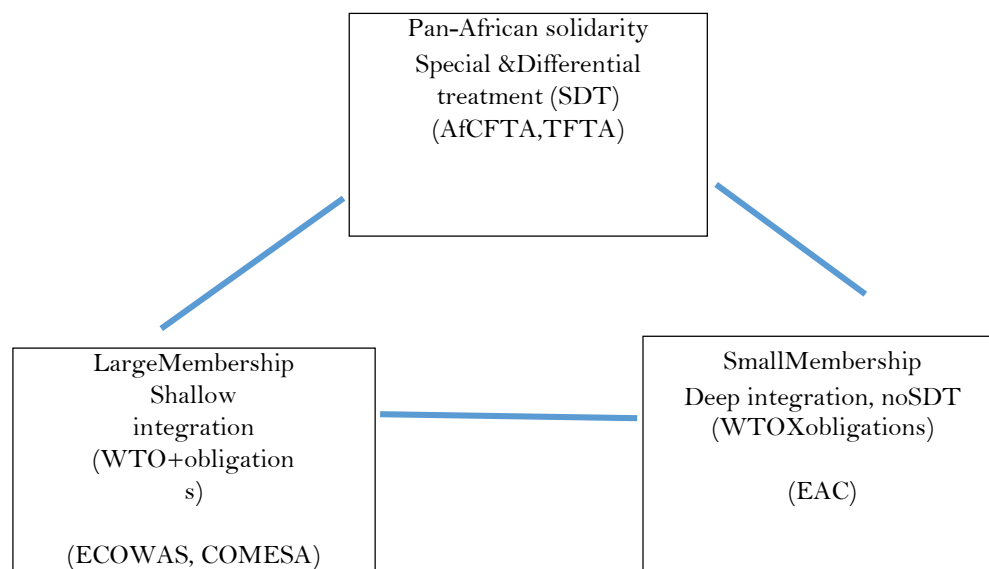 Pan-African solidarity
Special &Differential
treatment (SDT)
(AfCFTA,TFTA)
LargeMembership
Shallow
integration
(WTO+obligation
s)
(ECOWAS, COMESA)
SmallMembership
Deep integration, noSDT
(WTOXobligations)
(EAC)